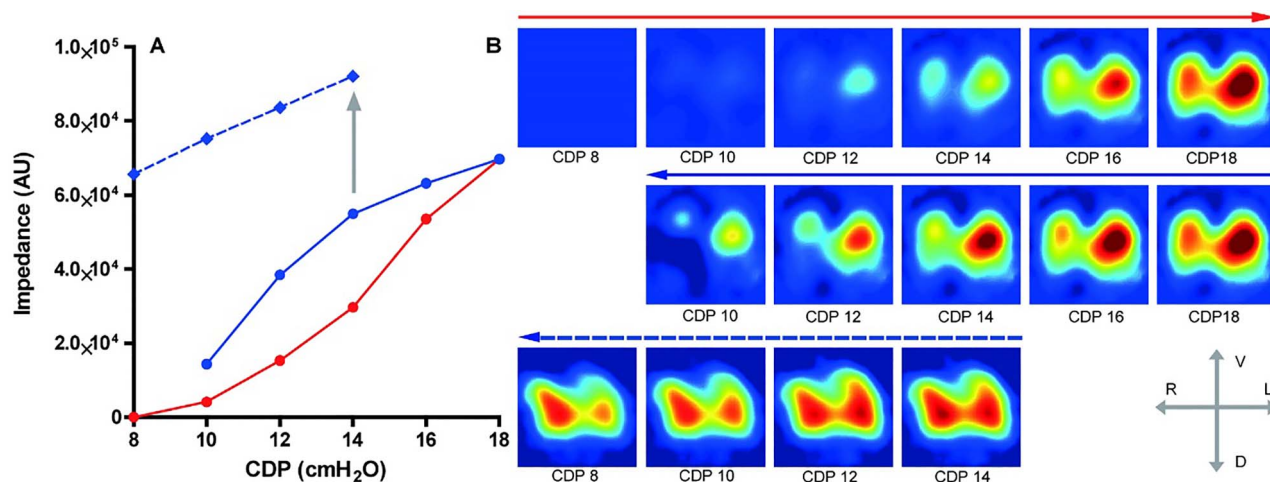 A
B
Impedance (AU)
1.0×10⁵
8.0×10⁴
6.0×10⁴
4.0×10⁴
2.0×10⁴
0
8 10 12 14 16 18
CDP (cmH₂O)
CDP 8 CDP 10 CDP 12 CDP 14 CDP 16 CDP18
CDP 10 CDP 12 CDP 14 CDP 16 CDP18
CDP 8 CDP 10 CDP 12 CDP 14
V
R L
D